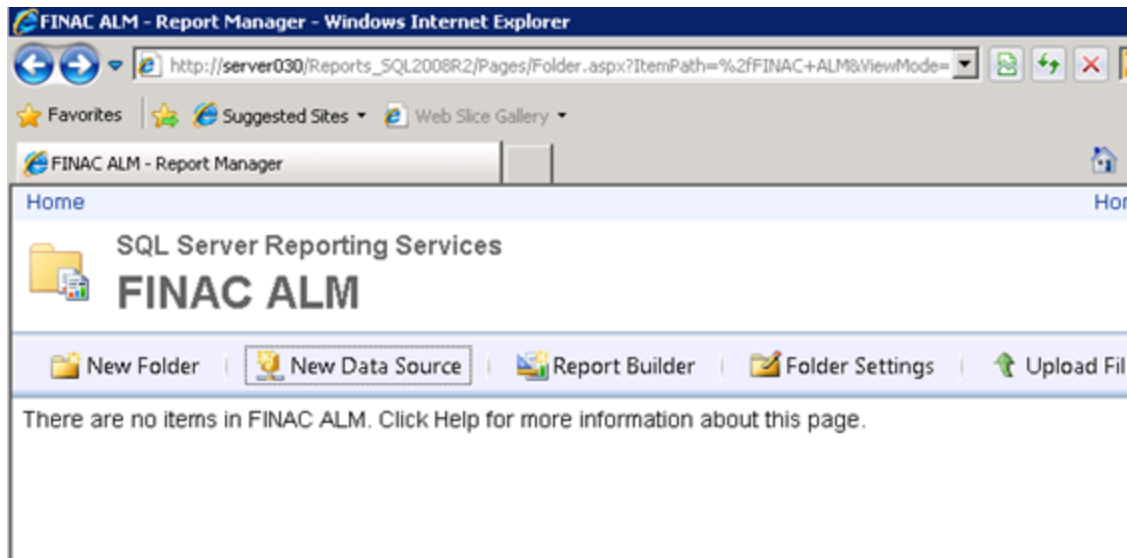 FINAC ALM - Report Manager - Windows Internet Explorer
http://server030/Reports_SQL2008R2/Pages/Folder.aspx?ItemPath=%2fFINAC+ALM&ViewMode=
Favorites Suggested Sites Web Slice Gallery
FINAC ALM - Report Manager
Home Hor
SQL Server Reporting Services
FINAC ALM
New Folder New Data Source Report Builder Folder Settings Upload Fil
There are no items in FINAC ALM. Click Help for more information about this page.